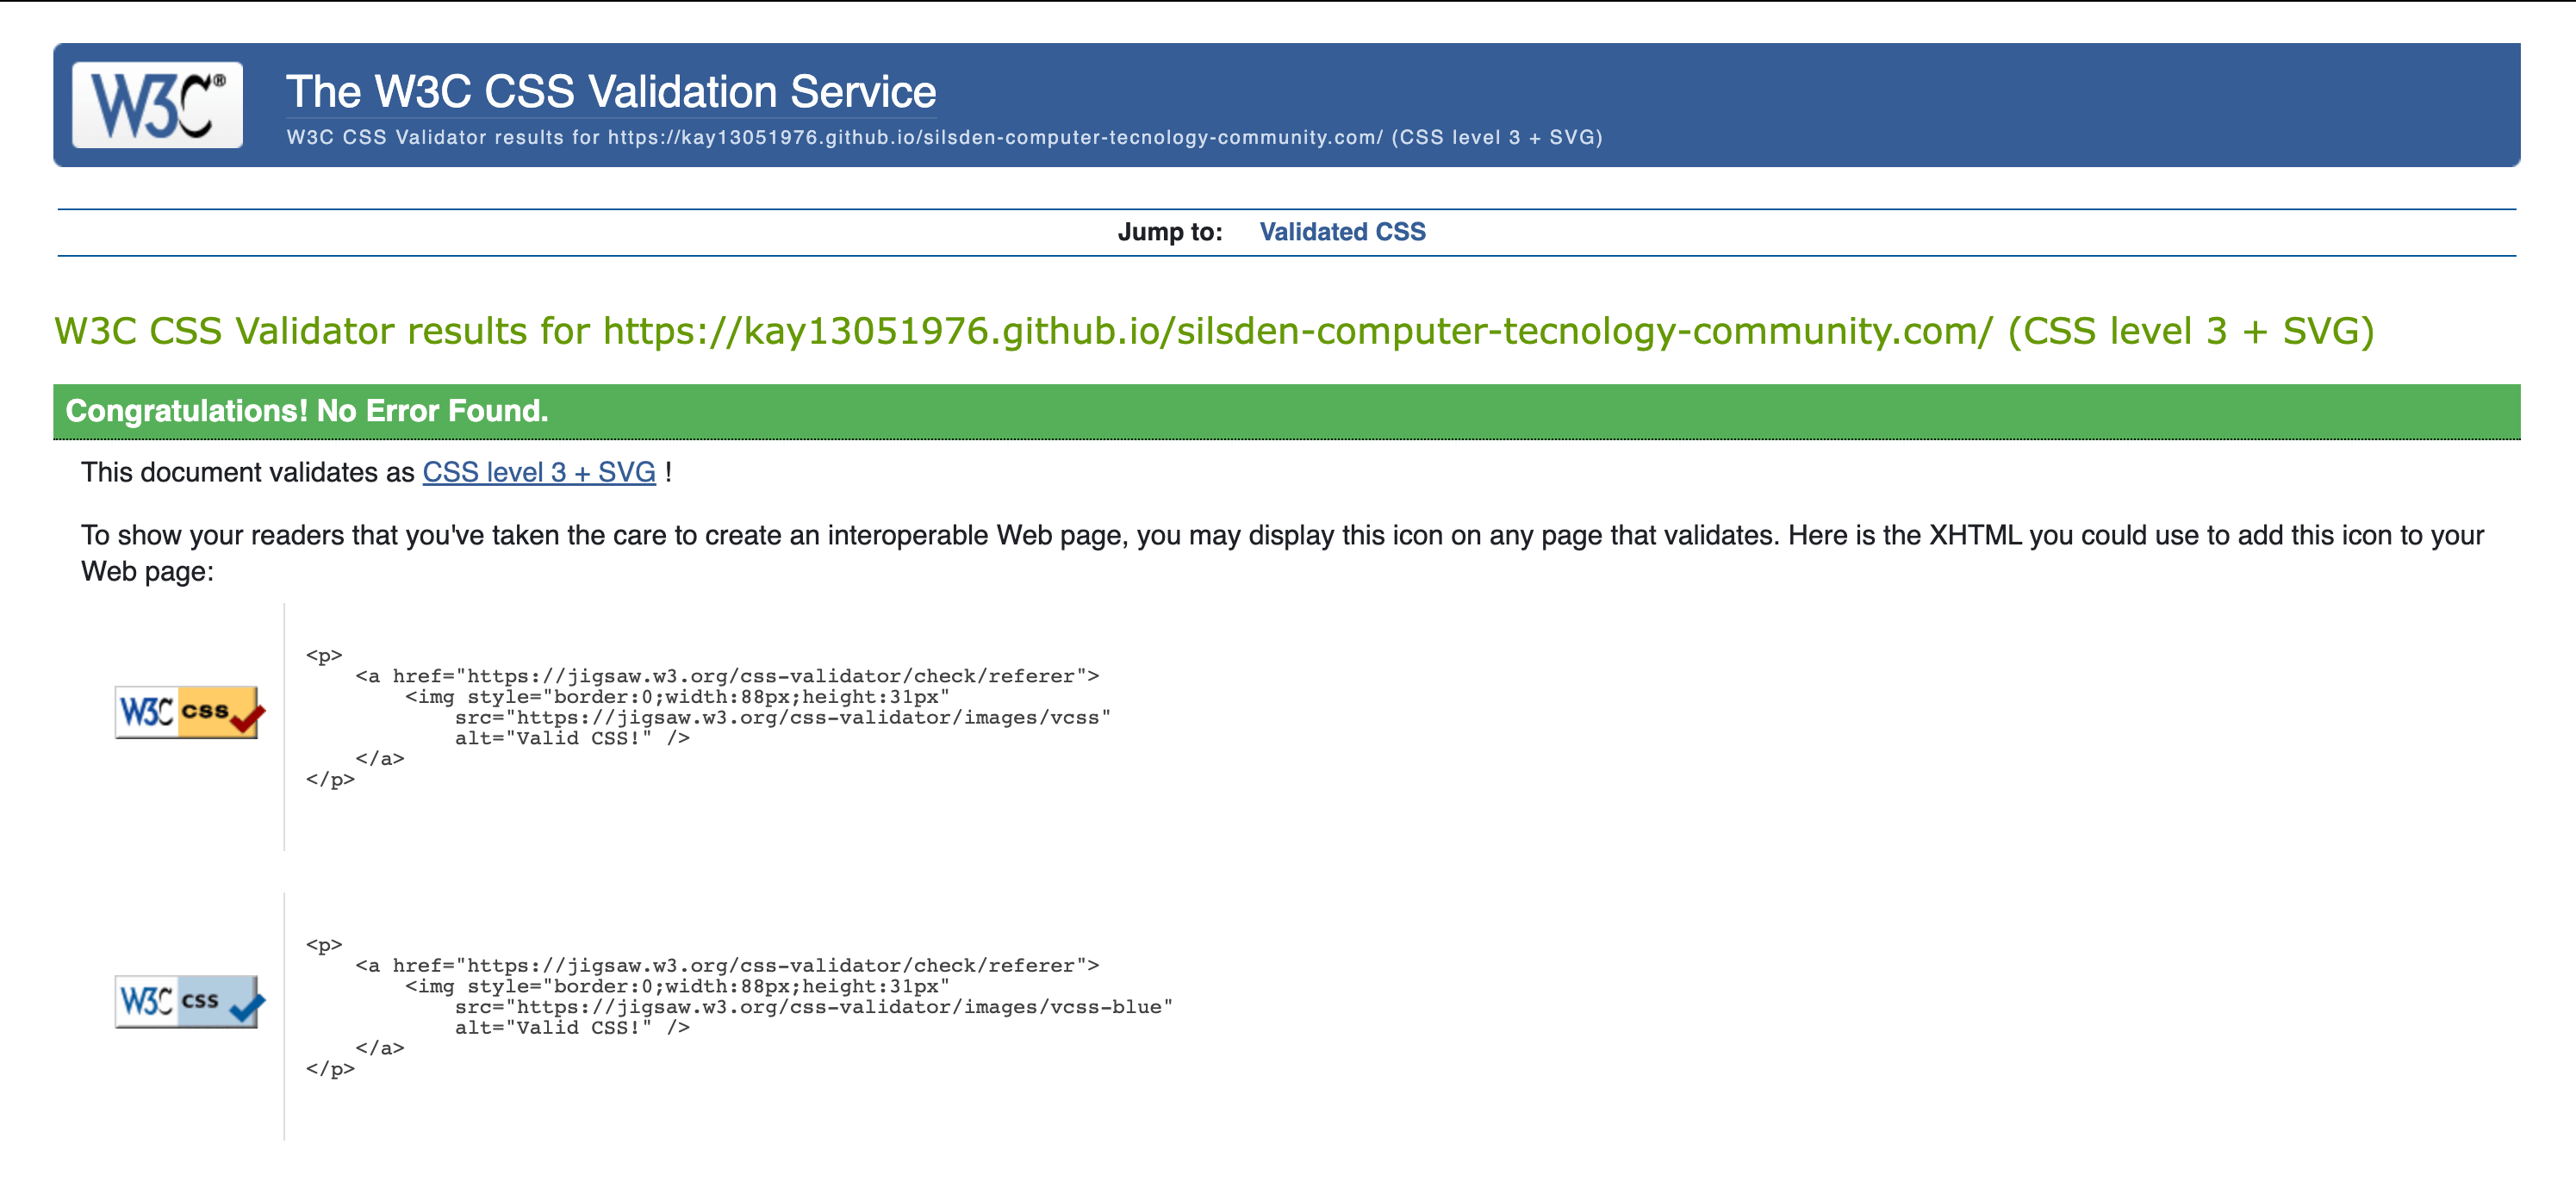 W3C®
The W3C CSS Validation Service
W3C CSS Validator results for https://kay13051976.github.io/silsden-computer-tecnology-community.com/ (CSS level 3 + SVG)
Jump to: Validated CSS
W3C CSS Validator results for https://kay13051976.github.io/silsden-computer-tecnology-community.com/ (CSS level 3 + SVG)
Congratulations! No Error Found.
This document validates as CSS level 3 + SVG !
To show your readers that you've taken the care to create an interoperable Web page, you may display this icon on any page that validates. Here is the XHTML you could use to add this icon to your
Web page:
<p>
    <a href="https://jigsaw.w3.org/css-validator/check/referer">
        <img style="border:0;width:88px;height:31px"
            src="https://jigsaw.w3.org/css-validator/images/vcss"
            alt="Valid CSS!" />
    </a>
</p>
W3C css
<p>
    <a href="https://jigsaw.w3.org/css-validator/check/referer">
        <img style="border:0;width:88px;height:31px"
            src="https://jigsaw.w3.org/css-validator/images/vcss-blue"
            alt="Valid CSS!" />
    </a>
</p>
W3C css